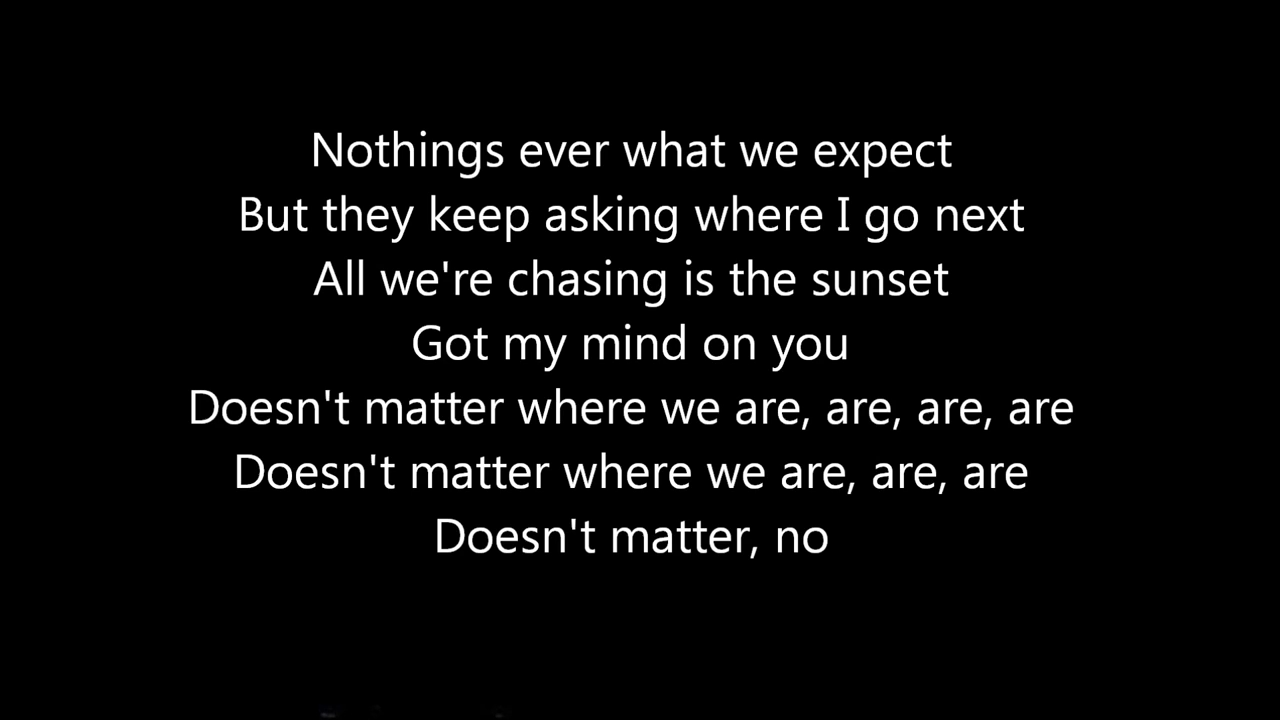 Nothings ever what we expect
But they keep asking where I go next
All we're chasing is the sunset
Got my mind on you
Doesn't matter where we are, are, are, are
Doesn't matter where we are, are, are
Doesn't matter, no